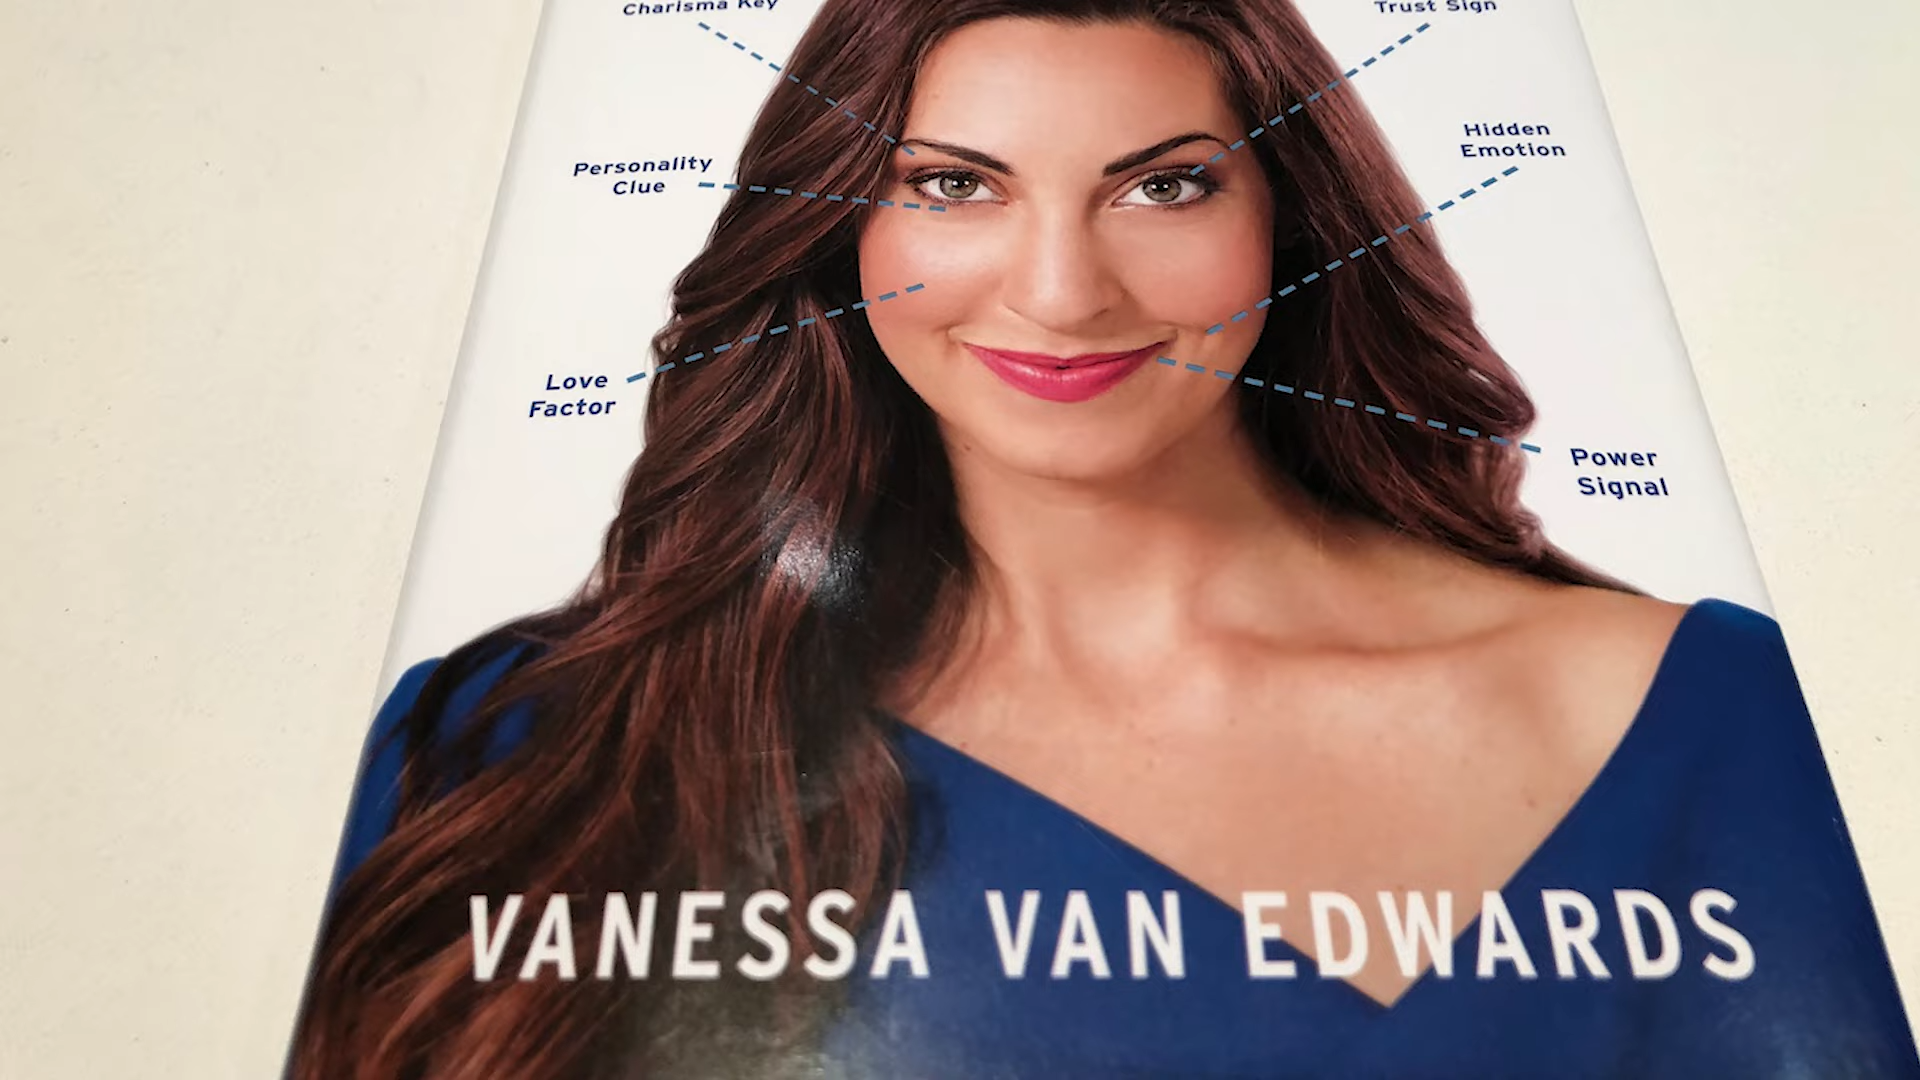 Charisma Key
Trust Sign
Personality
Clue
Hidden
Emotion
Love
Factor
Power
Signal
VANESSA VAN EDWARDS